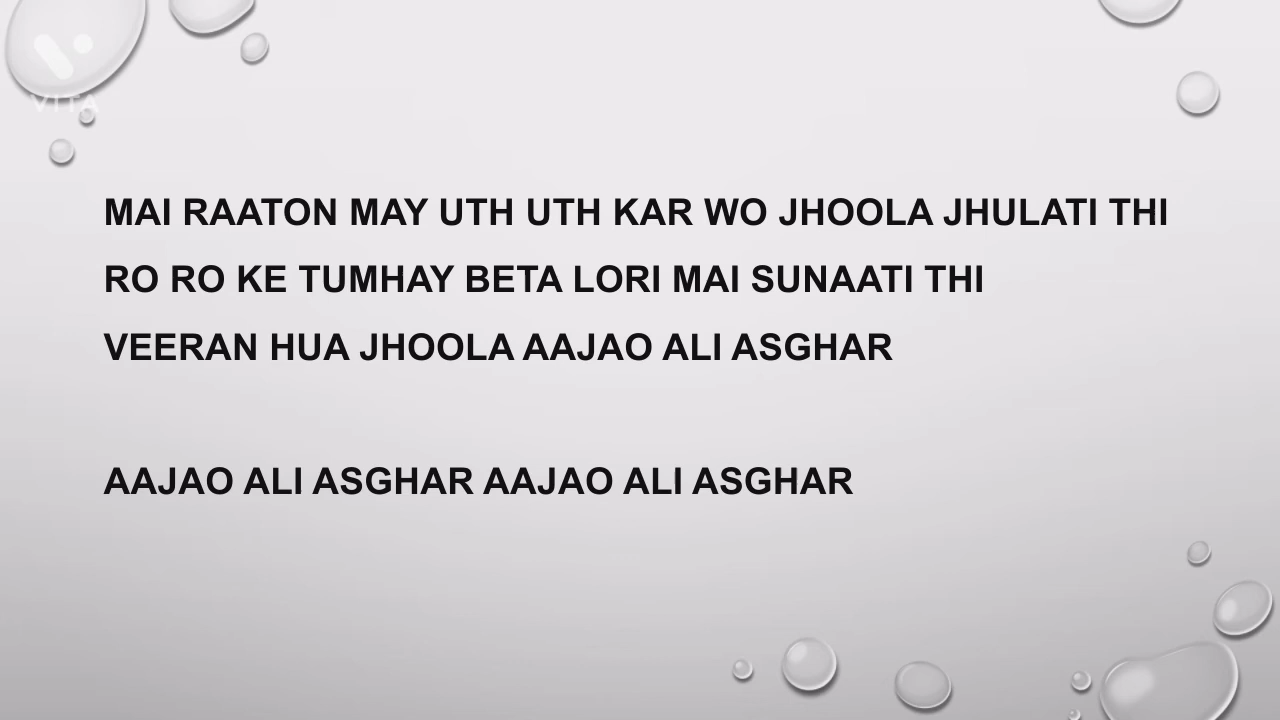 VITA
MAI RAATON MAY UTH UTH KAR WO JHOOLA JHULATI THI
RO RO KE TUMHAY BETA LORI MAI SUNAATI THI
VEERAN HUA JHOOLA AAJAO ALI ASGHAR
AAJAO ALI ASGHAR AAJAO ALI ASGHAR